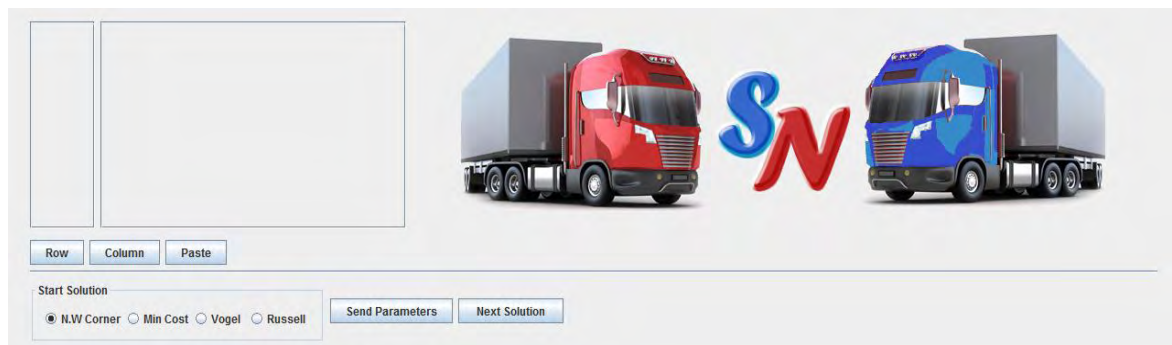 SN
Row Column Paste
Start Solution
N.W Corner Min Cost Vogel Russell
Send Parameters Next Solution